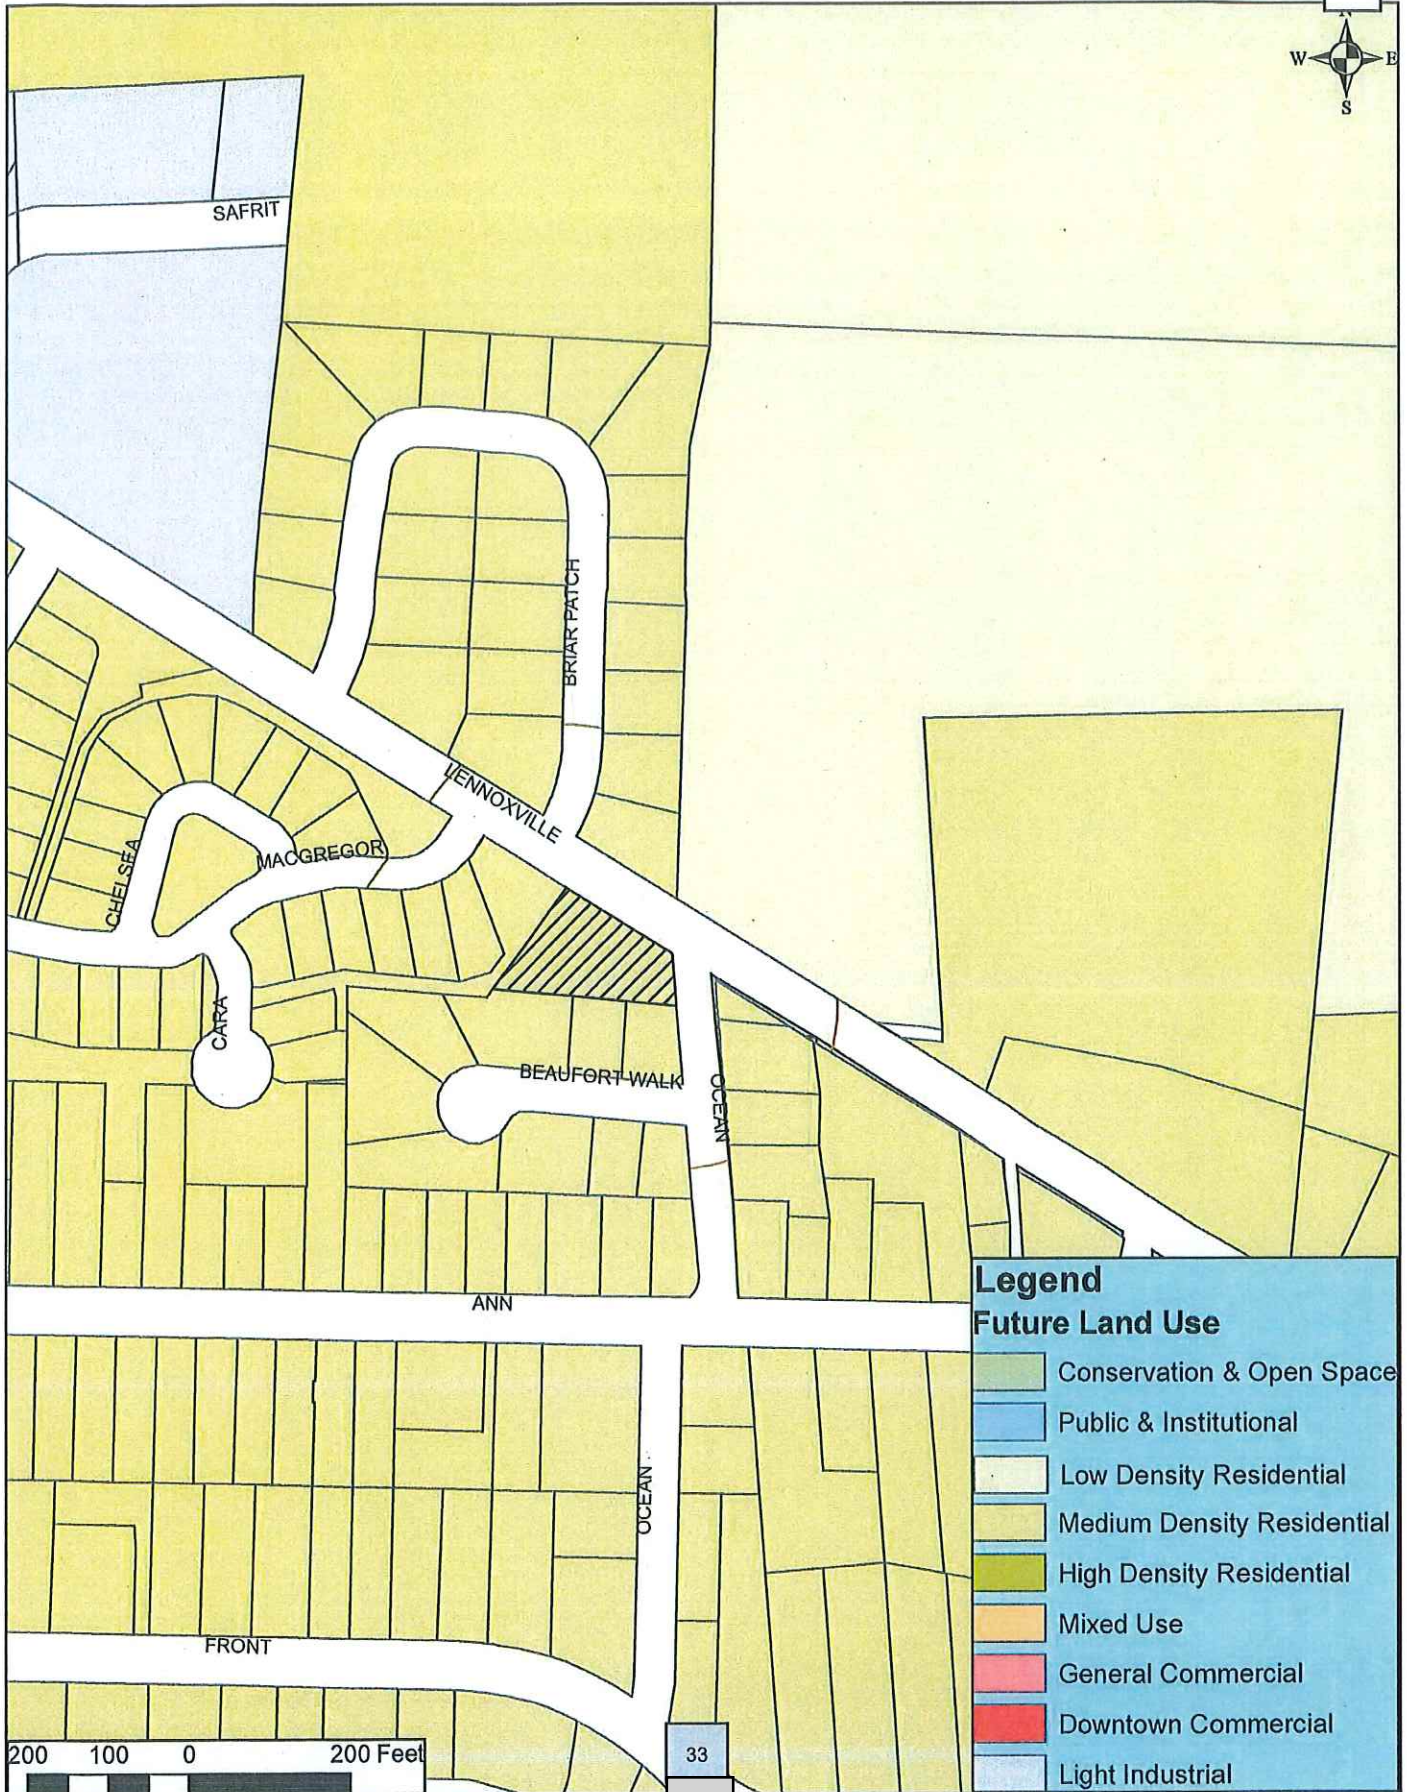 N
W E
S
SAFRIT
BRIAR PATCH
LENNOXVILLE
CHELSEA
MACGREGOR
CARA
BEAUFORT WALK
OCEAN
ANN
OCEAN
FRONT
Legend
Future Land Use
Conservation & Open Space
Public & Institutional
Low Density Residential
Medium Density Residential
High Density Residential
Mixed Use
General Commercial
Downtown Commercial
Light Industrial
200 100 0 200 Feet
33